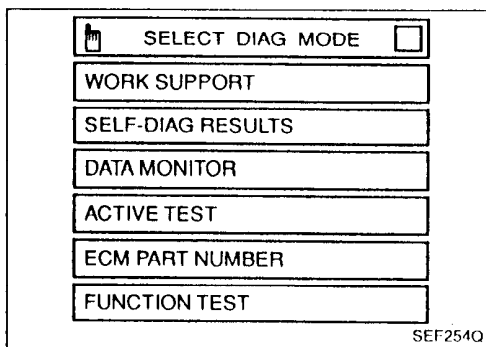 SELECT DIAG MODE
WORK SUPPORT
SELF-DIAG RESULTS
DATA MONITOR
ACTIVE TEST
ECM PART NUMBER
FUNCTION TEST
SEF254Q